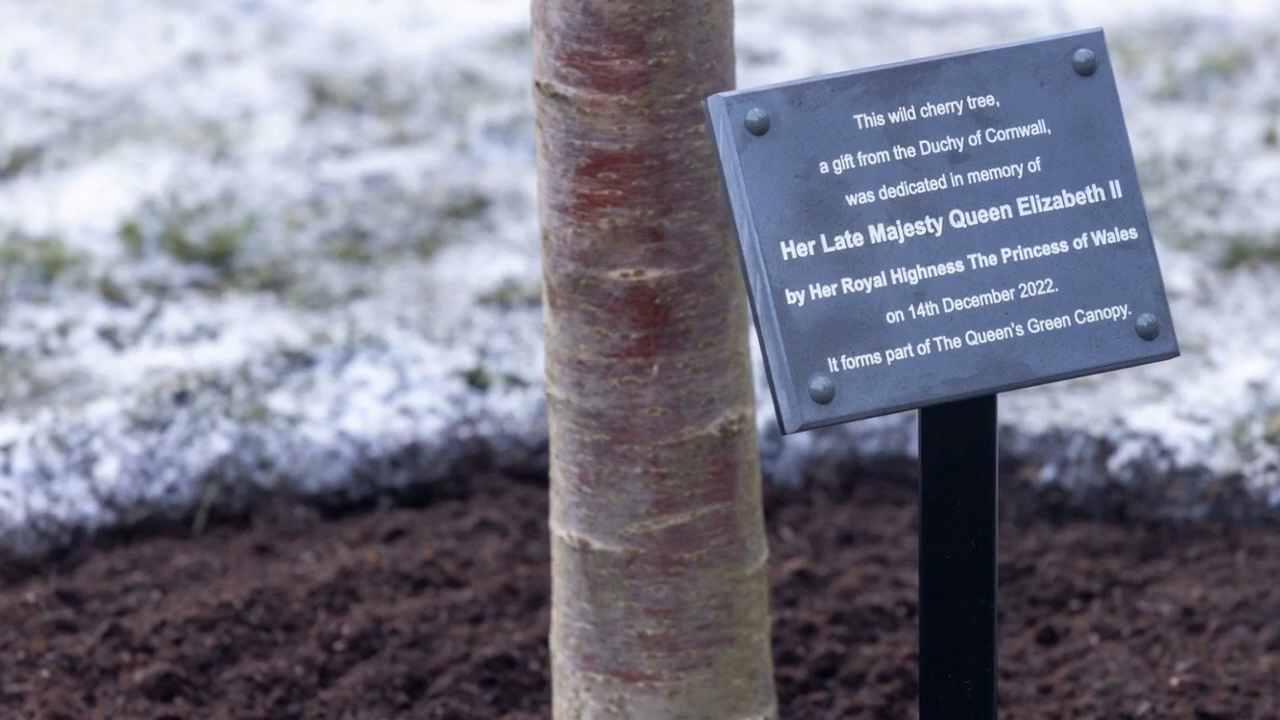 This wild cherry tree,
a gift from the Duchy of Cornwall,
was dedicated in memory of
Her Late Majesty Queen Elizabeth II
by Her Royal Highness The Princess of Wales
on 14th December 2022.
It forms part of The Queen's Green Canopy.